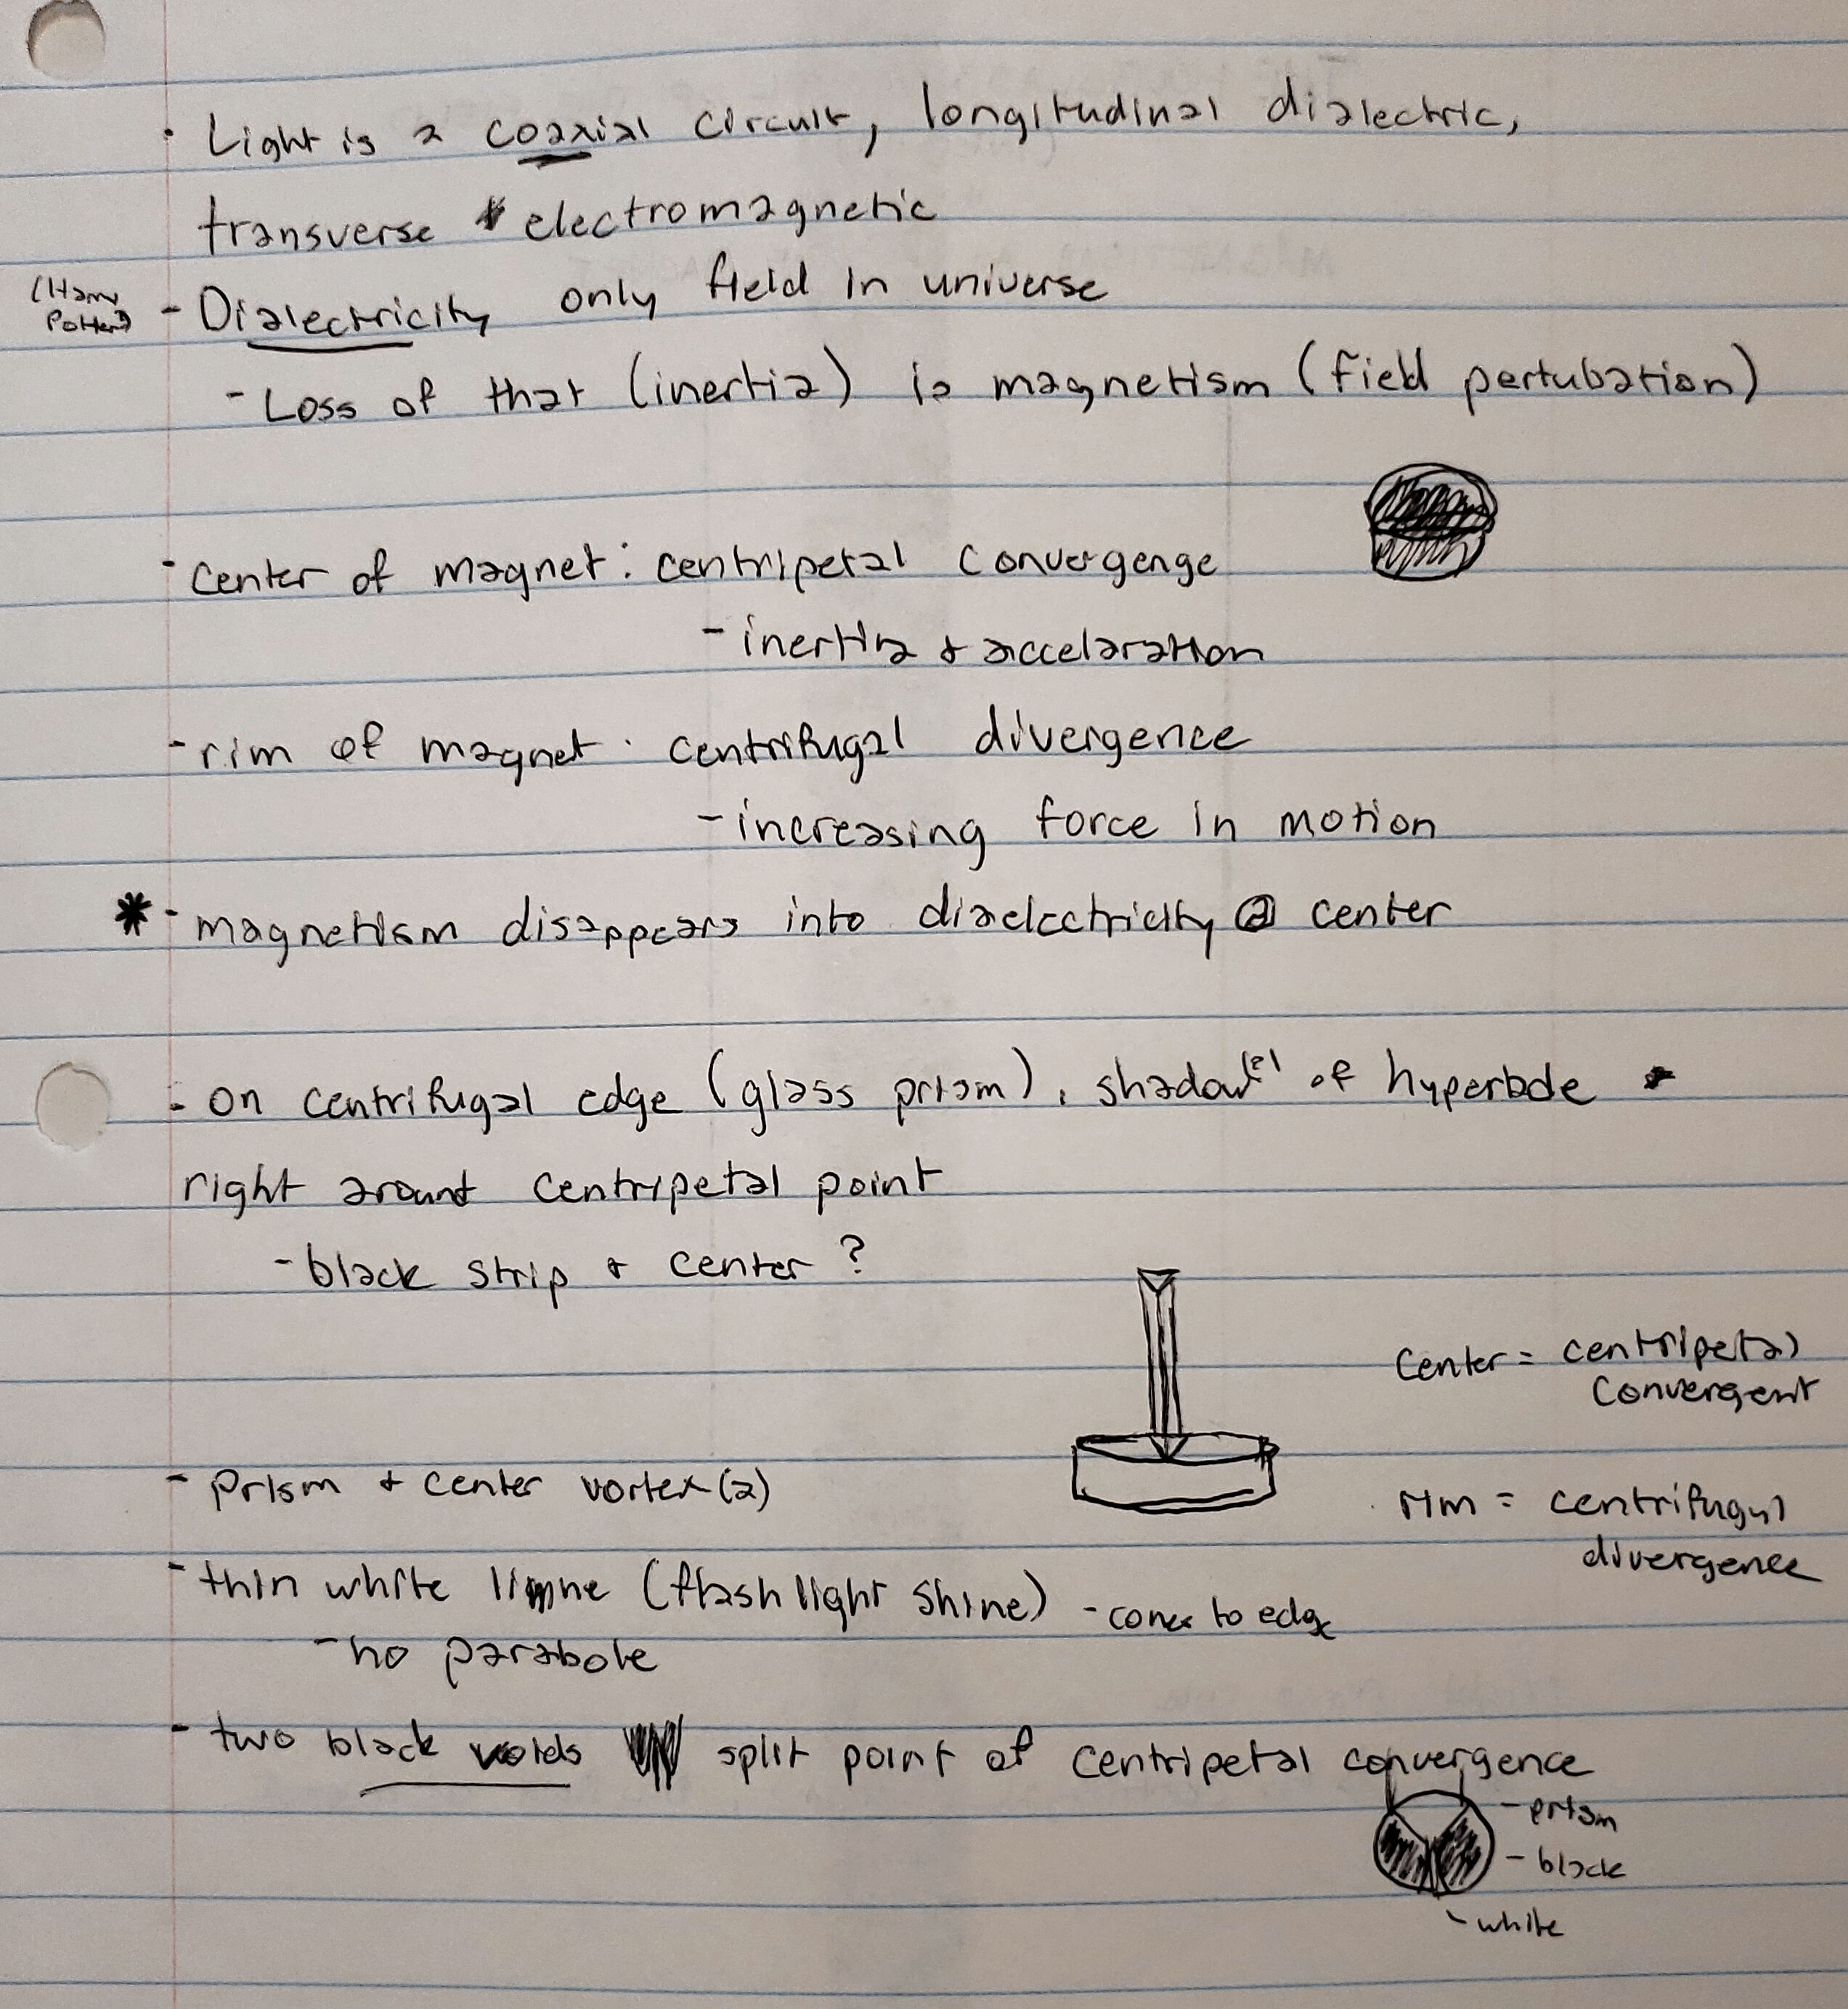 · Light is a coaxial circuit, longitudinal dialectric,
transverse electromagnetic
(Harry
Potter)
- Dialectricity only field in universe
- Loss of that (inertia) is magnetism (field pertubation)
- center of magnet: centripetal convergenge
- inertia & accelaration
- rim of magnet · centrifugal divergence
- increasing force in motion
* - magnetism disappears into diaelectricity @ center
- on centrifugal edge (glass prism), shadow of hyperbole
right around centripetal point
- black strip & center ?
Center = centripetal
convergent
- prism & center vortex (2)
rim = centrifugal
divergence
- thin white line (flash light shine) - comes to edge
- no parabole
- two black voids split point of centripetal convergence
- prism
- black
- white